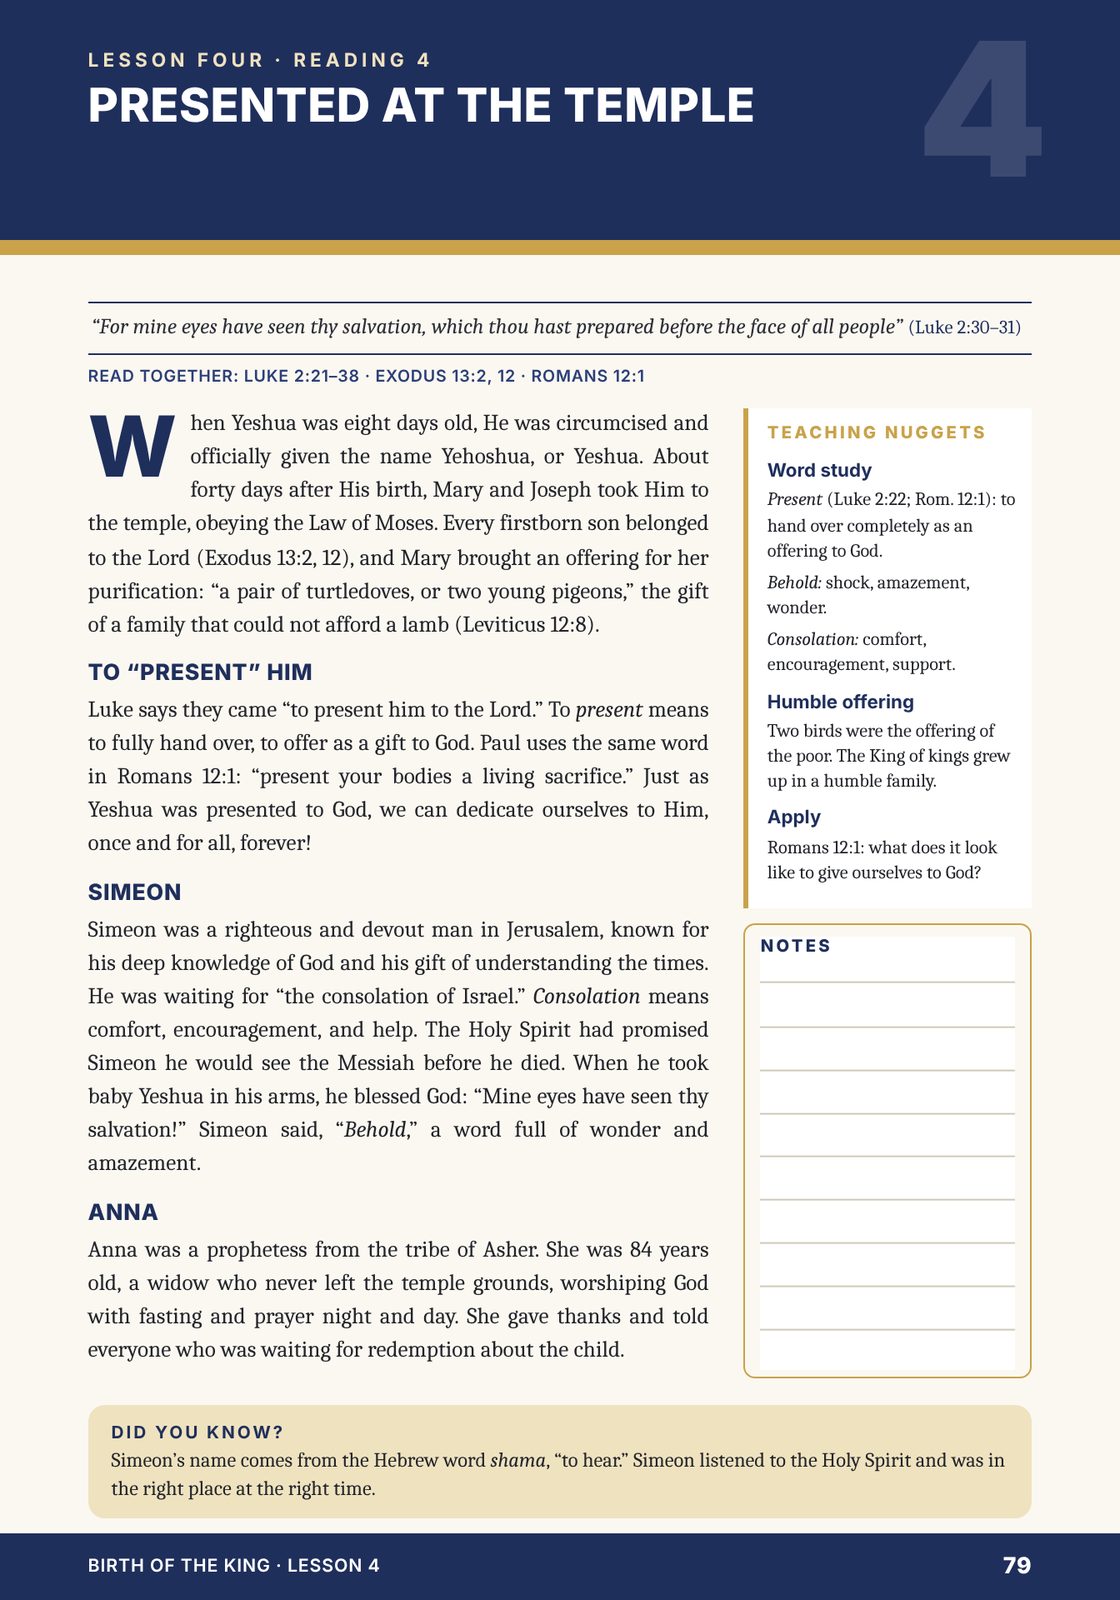 LESSON FOUR · READING 4
PRESENTED AT THE TEMPLE
4
“For mine eyes have seen thy salvation, which thou hast prepared before the face of all people” (Luke 2:30–31)
READ TOGETHER: LUKE 2:21–38 · EXODUS 13:2, 12 · ROMANS 12:1
When Yeshua was eight days old, He was circumcised and
officially given the name Yehoshua, or Yeshua. About
forty days after His birth, Mary and Joseph took Him to
the temple, obeying the Law of Moses. Every firstborn son belonged
to the Lord (Exodus 13:2, 12), and Mary brought an offering for her
purification: “a pair of turtledoves, or two young pigeons,” the gift
of a family that could not afford a lamb (Leviticus 12:8).
TO “PRESENT” HIM
Luke says they came “to present him to the Lord.” To present means
to fully hand over, to offer as a gift to God. Paul uses the same word
in Romans 12:1: “present your bodies a living sacrifice.” Just as
Yeshua was presented to God, we can dedicate ourselves to Him,
once and for all, forever!
SIMEON
Simeon was a righteous and devout man in Jerusalem, known for
his deep knowledge of God and his gift of understanding the times.
He was waiting for “the consolation of Israel.” Consolation means
comfort, encouragement, and help. The Holy Spirit had promised
Simeon he would see the Messiah before he died. When he took
baby Yeshua in his arms, he blessed God: “Mine eyes have seen thy
salvation!” Simeon said, “Behold,” a word full of wonder and
amazement.
ANNA
Anna was a prophetess from the tribe of Asher. She was 84 years
old, a widow who never left the temple grounds, worshiping God
with fasting and prayer night and day. She gave thanks and told
everyone who was waiting for redemption about the child.
TEACHING NUGGETS
Word study
Present (Luke 2:22; Rom. 12:1): to
hand over completely as an
offering to God.
Behold: shock, amazement,
wonder.
Consolation: comfort,
encouragement, support.
Humble offering
Two birds were the offering of
the poor. The King of kings grew
up in a humble family.
Apply
Romans 12:1: what does it look
like to give ourselves to God?
NOTES
DID YOU KNOW?
Simeon’s name comes from the Hebrew word shama, “to hear.” Simeon listened to the Holy Spirit and was in
the right place at the right time.
BIRTH OF THE KING · LESSON 4
79